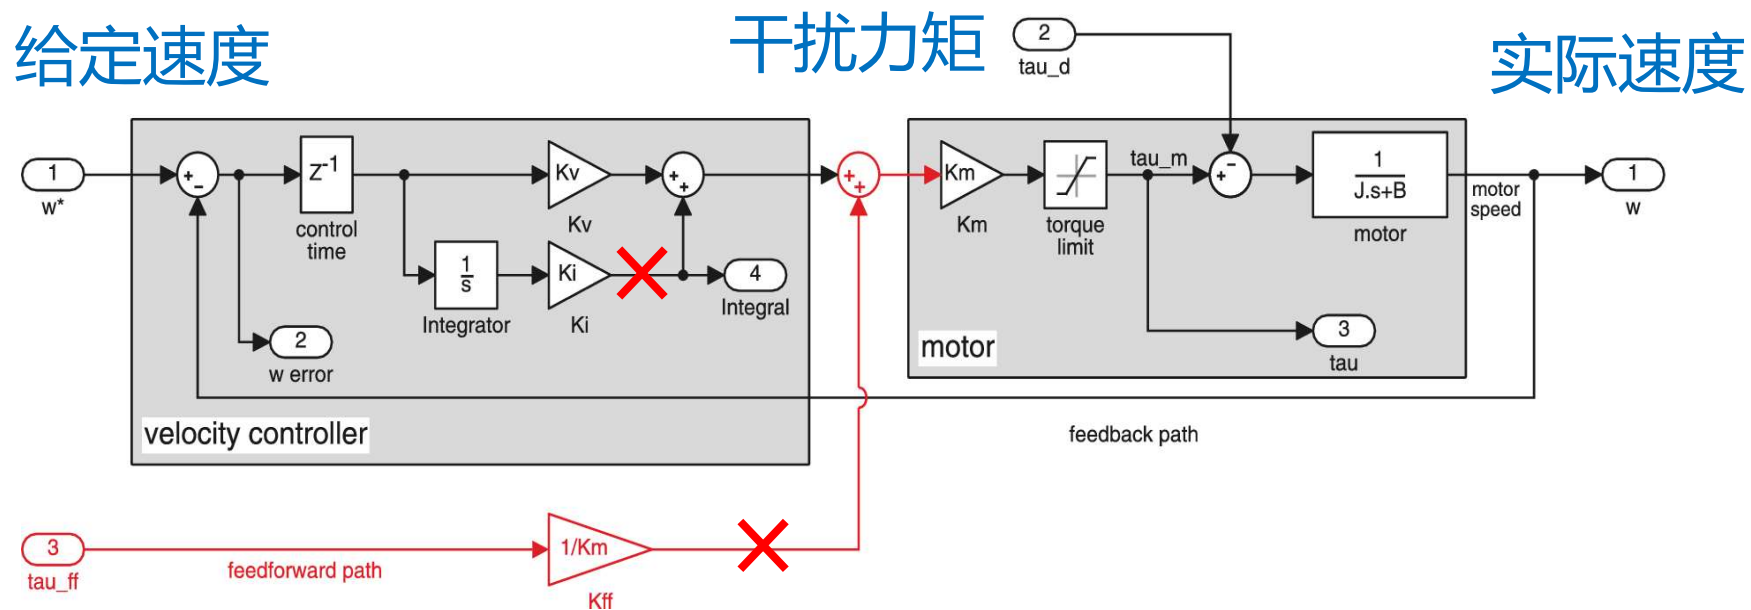 给定速度
干扰力矩
2
tau_d
实际速度
1
w*
+
-
Z-1
control
time
Kv
Kv
+
+
1
s
Integrator
Ki
Ki
4
Integral
2
w error
velocity controller
+
+
Km
Km
torque
limit
tau_m
-
+
1
J.s+B
motor
motor
speed
1
w
3
tau
motor
feedback path
3
tau_ff
feedforward path
1/Km
Kff